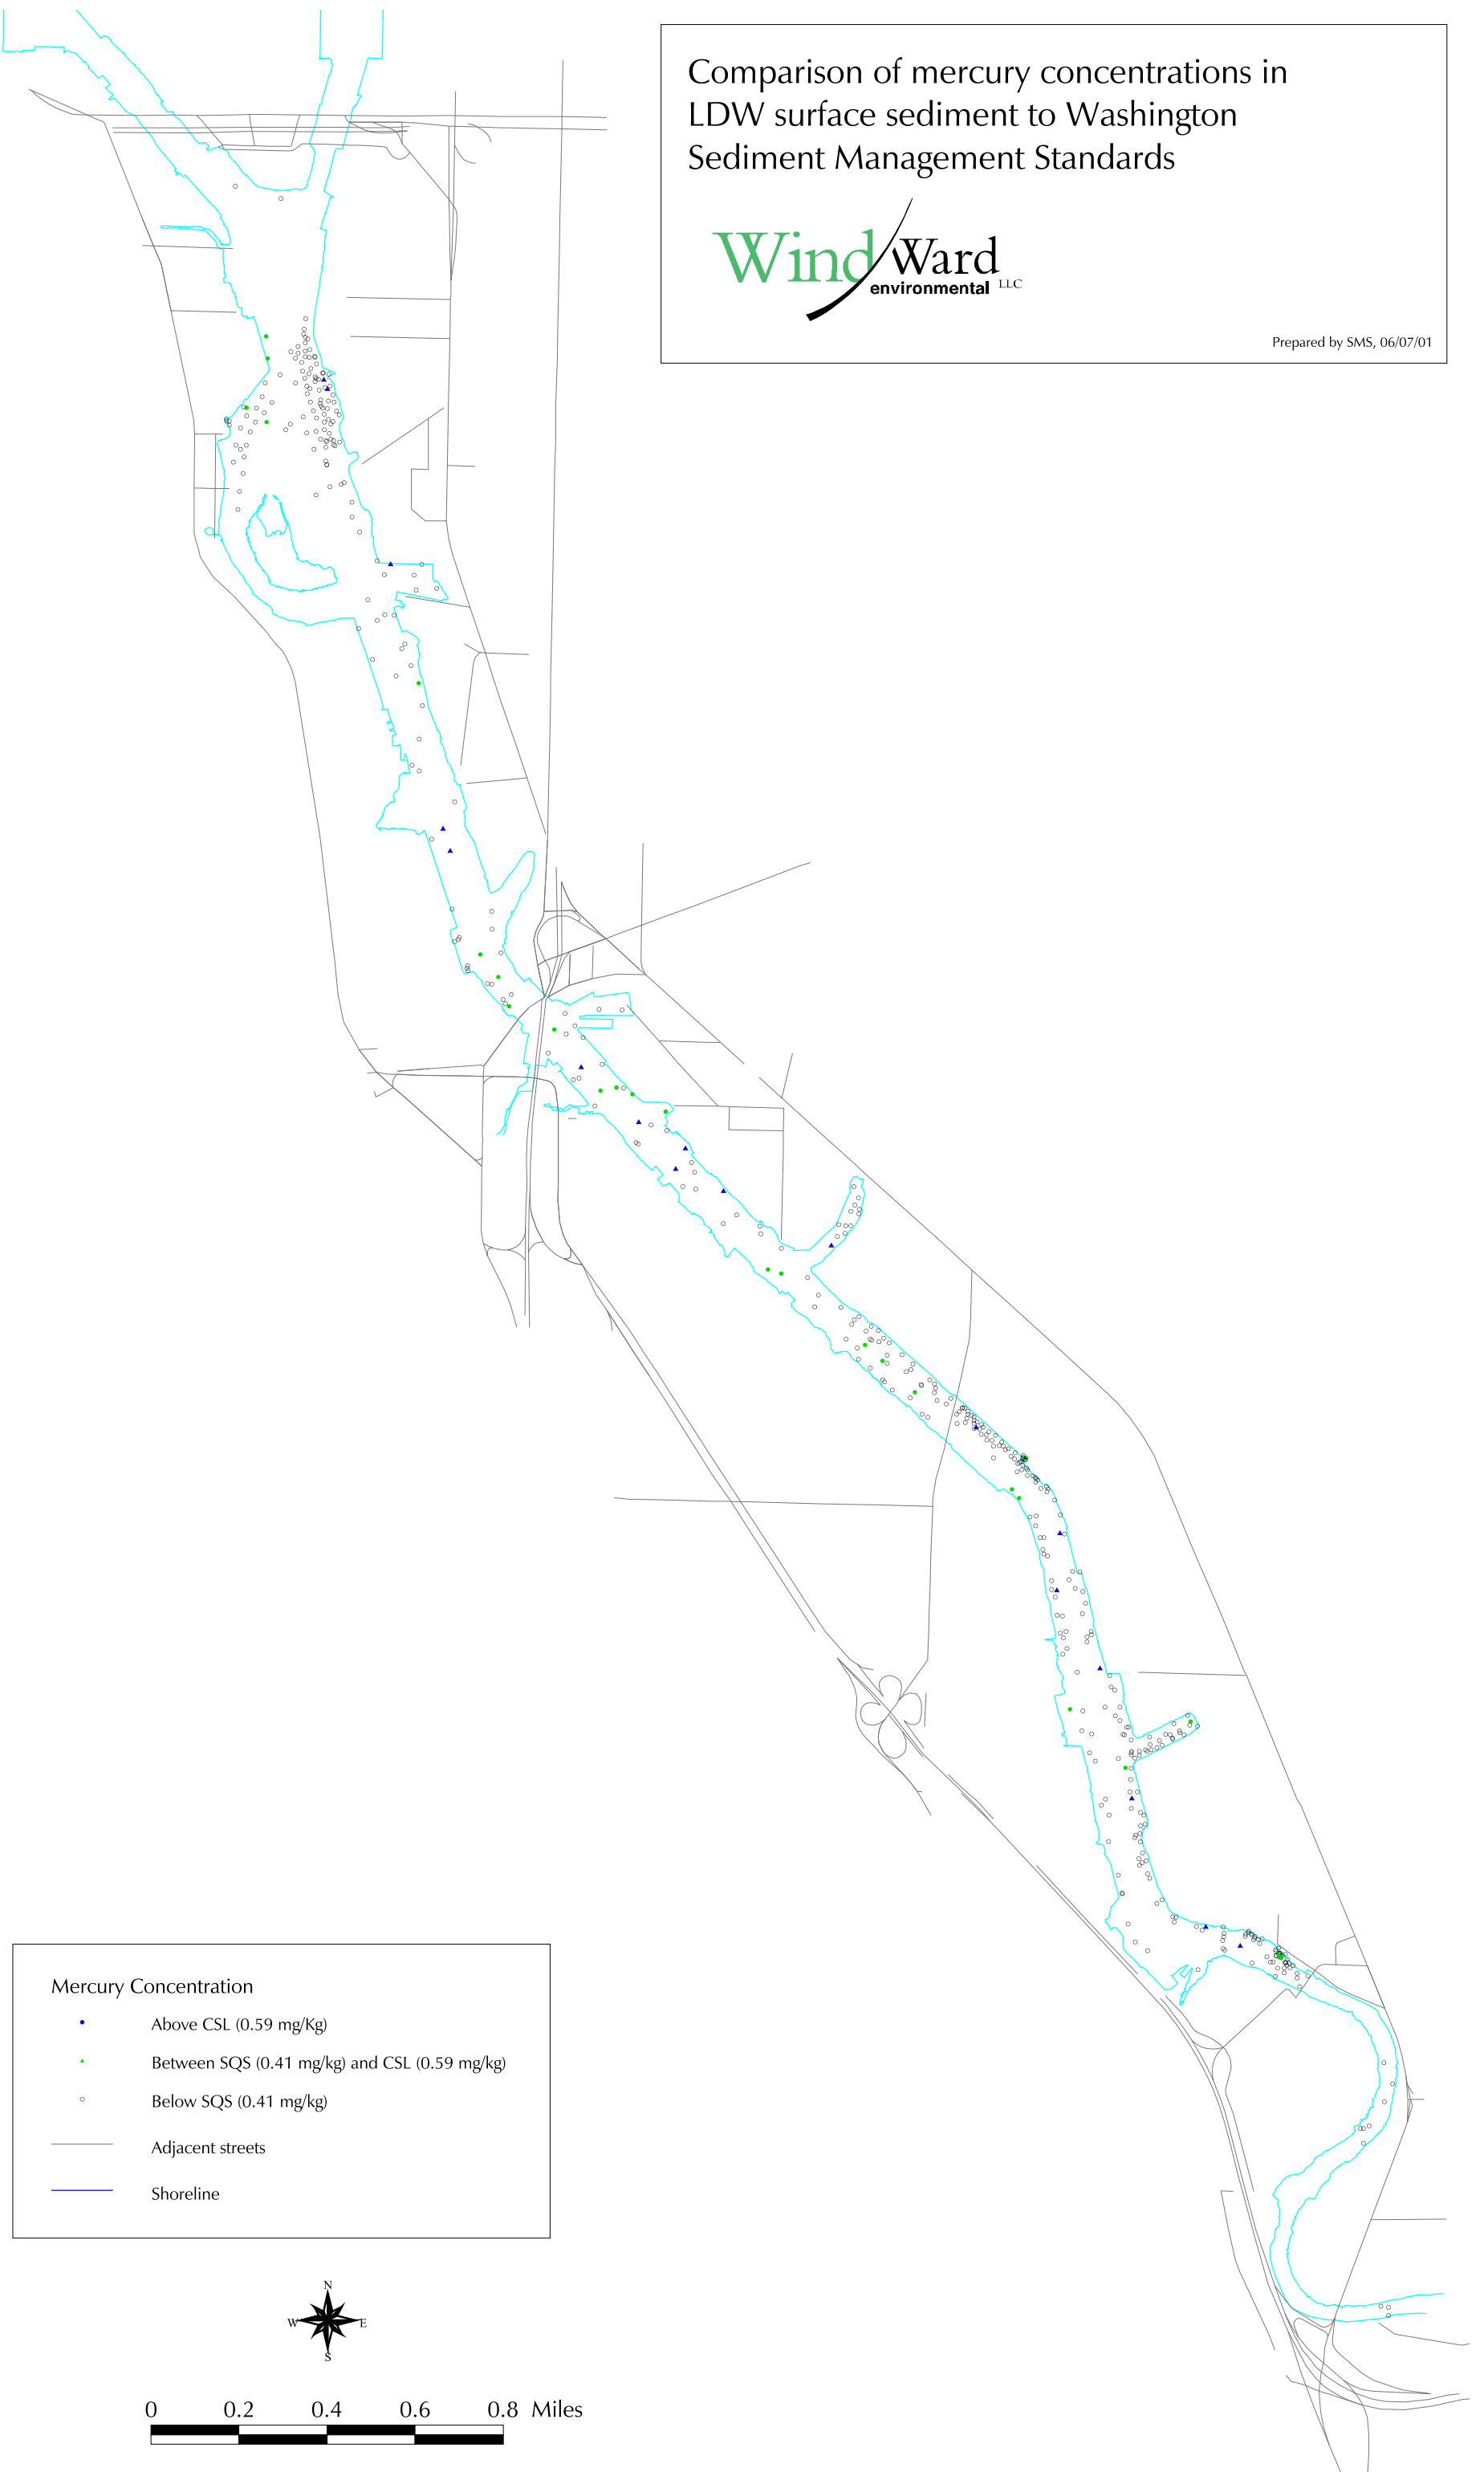 Comparison of mercury concentrations in
LDW surface sediment to Washington
Sediment Management Standards
WindWard
environmental LLC
Prepared by SMS, 06/07/01
Mercury Concentration
Above CSL (0.59 mg/Kg)
Between SQS (0.41 mg/kg) and CSL (0.59 mg/kg)
Below SQS (0.41 mg/kg)
Adjacent streets
Shoreline
N
W E
S
0 0.2 0.4 0.6 0.8 Miles